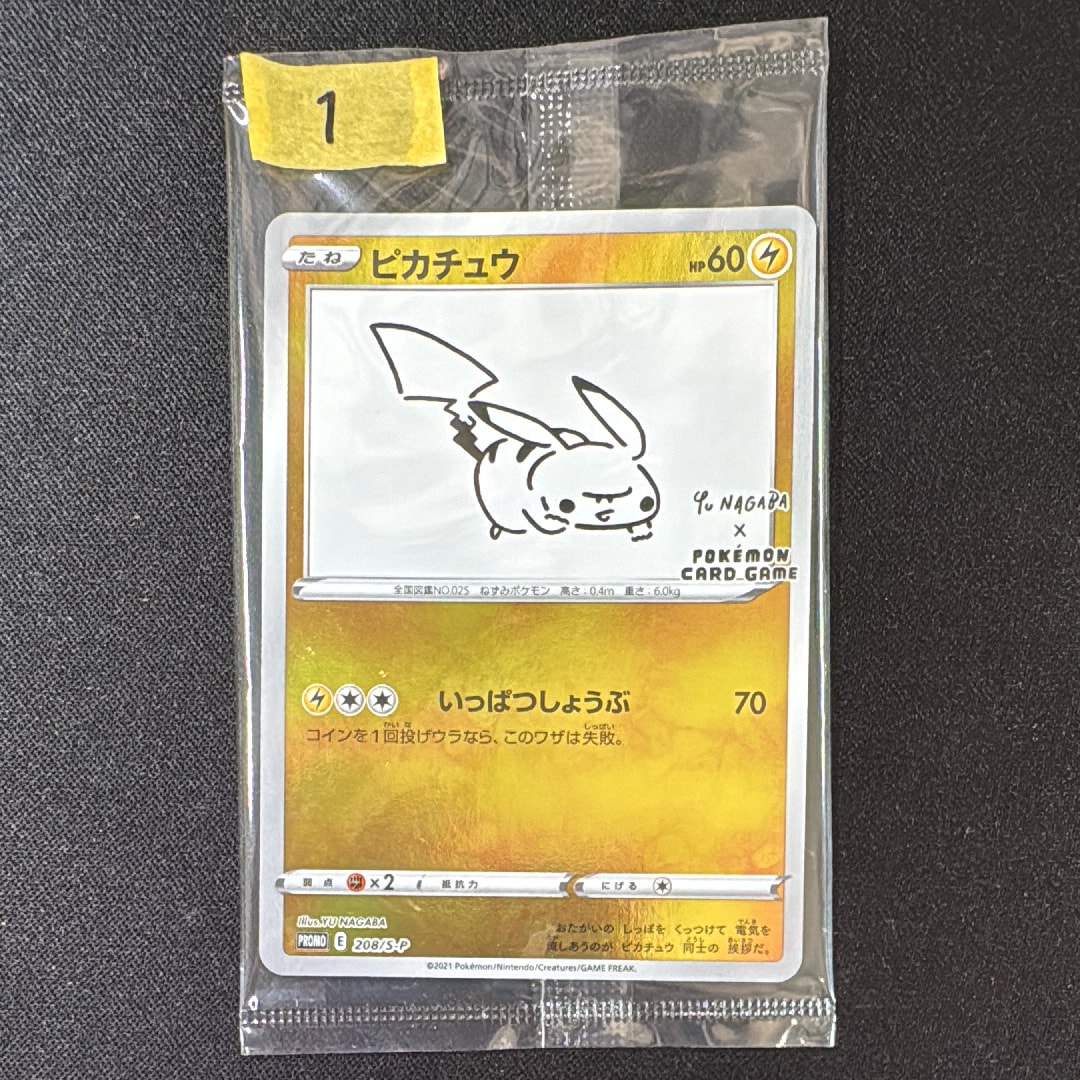 1
たね ピカチュウ HP60
YU NAGABA
×
POKÉMON
CARD GAME
全国図鑑NO.025 ねずみポケモン 高さ:0.4m 重さ:6.0kg
いっぱつしょうぶ 70
コインを1回投げウラなら、このワザは失敗。
弱点 ×2 抵抗力 にげる
illus.YU NAGABA
PROMO E 208/S-P
おたがいの しっぽを くっつけて 電気を
流しあうのが ピカチュウ 同士の 挨拶だ。
©2021 Pokémon/Nintendo/Creatures/GAME FREAK.